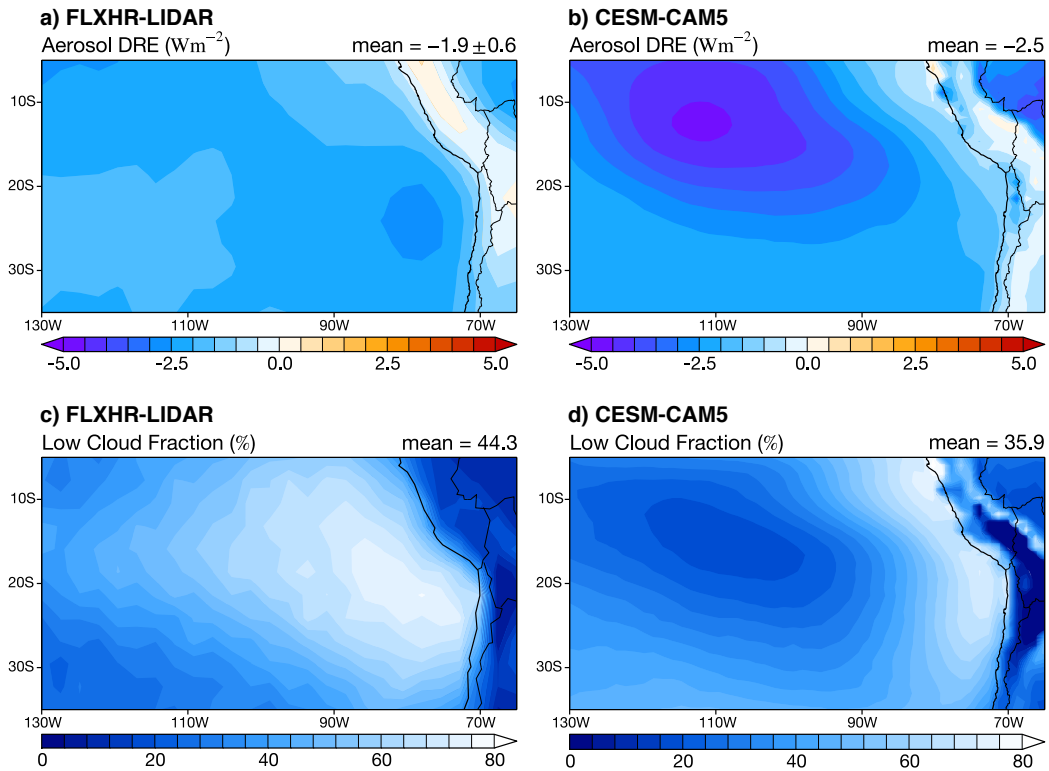 a) FLXHR-LIDAR
Aerosol DRE (Wm⁻²) mean = −1.9 ±0.6
10S
20S
30S
130W 110W 90W 70W
−5.0 −2.5 0.0 2.5 5.0
b) CESM-CAM5
Aerosol DRE (Wm⁻²) mean = −2.5
10S
20S
30S
130W 110W 90W 70W
−5.0 −2.5 0.0 2.5 5.0
c) FLXHR-LIDAR
Low Cloud Fraction (%) mean = 44.3
10S
20S
30S
130W 110W 90W 70W
0 20 40 60 80
d) CESM-CAM5
Low Cloud Fraction (%) mean = 35.9
10S
20S
30S
130W 110W 90W 70W
0 20 40 60 80